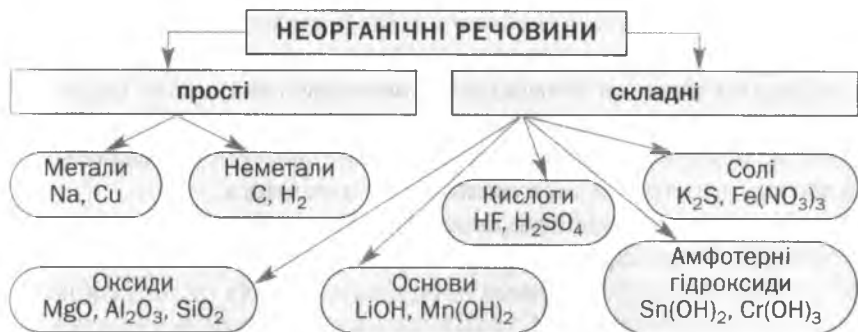 НЕОРГАНІЧНІ РЕЧОВИНИ
прості
складні
Метали
Na, Cu
Неметали
C, H₂
Кислоти
HF, H₂SO₄
Солі
K₂S, Fe(NO₃)₃
Оксиди
MgO, Al₂O₃, SiO₂
Основи
LiOH, Mn(OH)₂
Амфотерні
гідроксиди
Sn(OH)₂, Cr(OH)₃